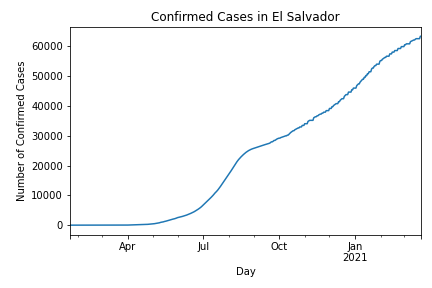 Confirmed Cases in El Salvador
60000
50000
40000
30000
20000
10000
0
Number of Confirmed Cases
Apr
Jul
Oct
Jan
2021
Day